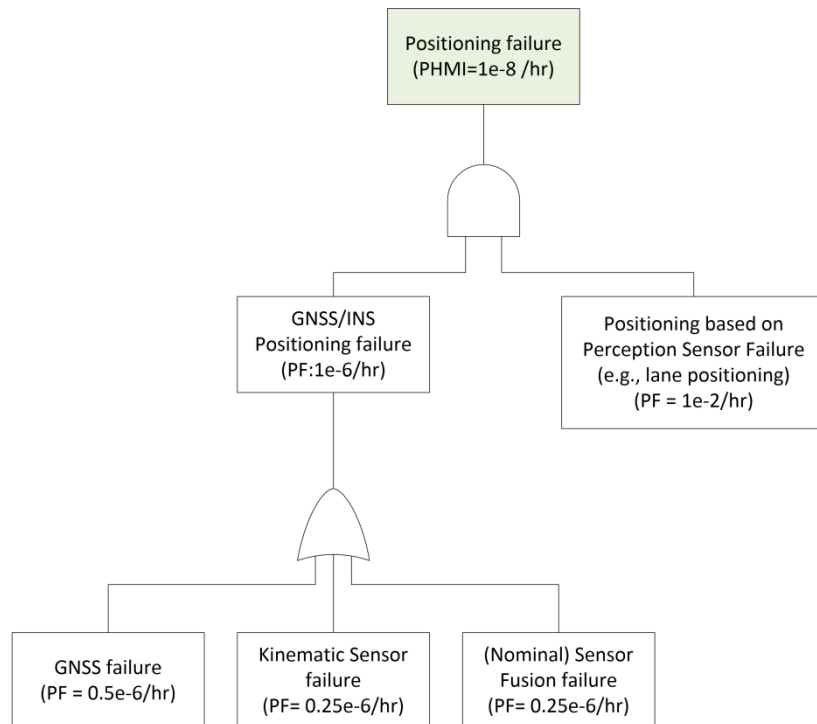 Positioning failure
(PHMI=1e-8 /hr)
GNSS/INS
Positioning failure
(PF:1e-6/hr)
Positioning based on
Perception Sensor Failure
(e.g., lane positioning)
(PF = 1e-2/hr)
GNSS failure
(PF = 0.5e-6/hr)
Kinematic Sensor
failure
(PF= 0.25e-6/hr)
(Nominal) Sensor
Fusion failure
(PF= 0.25e-6/hr)